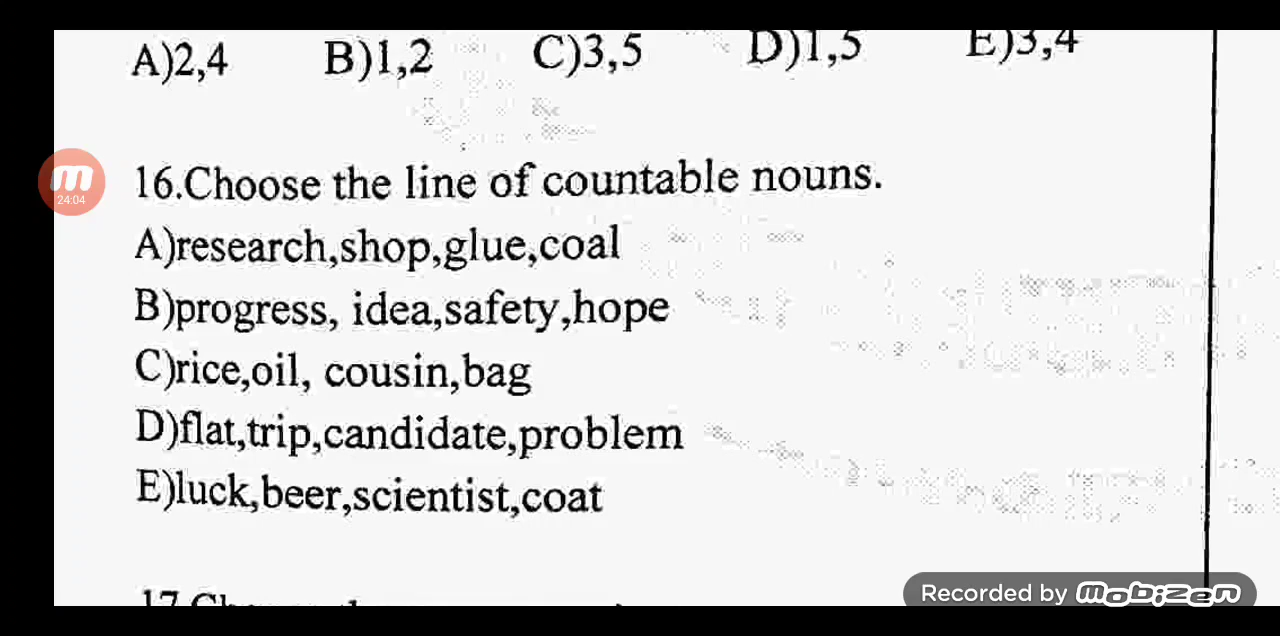 A)2,4 B)1,2 C)3,5 D)1,5 E)3,4
m
24:04
16.Choose the line of countable nouns.
A)research,shop,glue,coal
B)progress, idea,safety,hope
C)rice,oil, cousin,bag
D)flat,trip,candidate,problem
E)luck,beer,scientist,coat
17
Recorded by mobizen